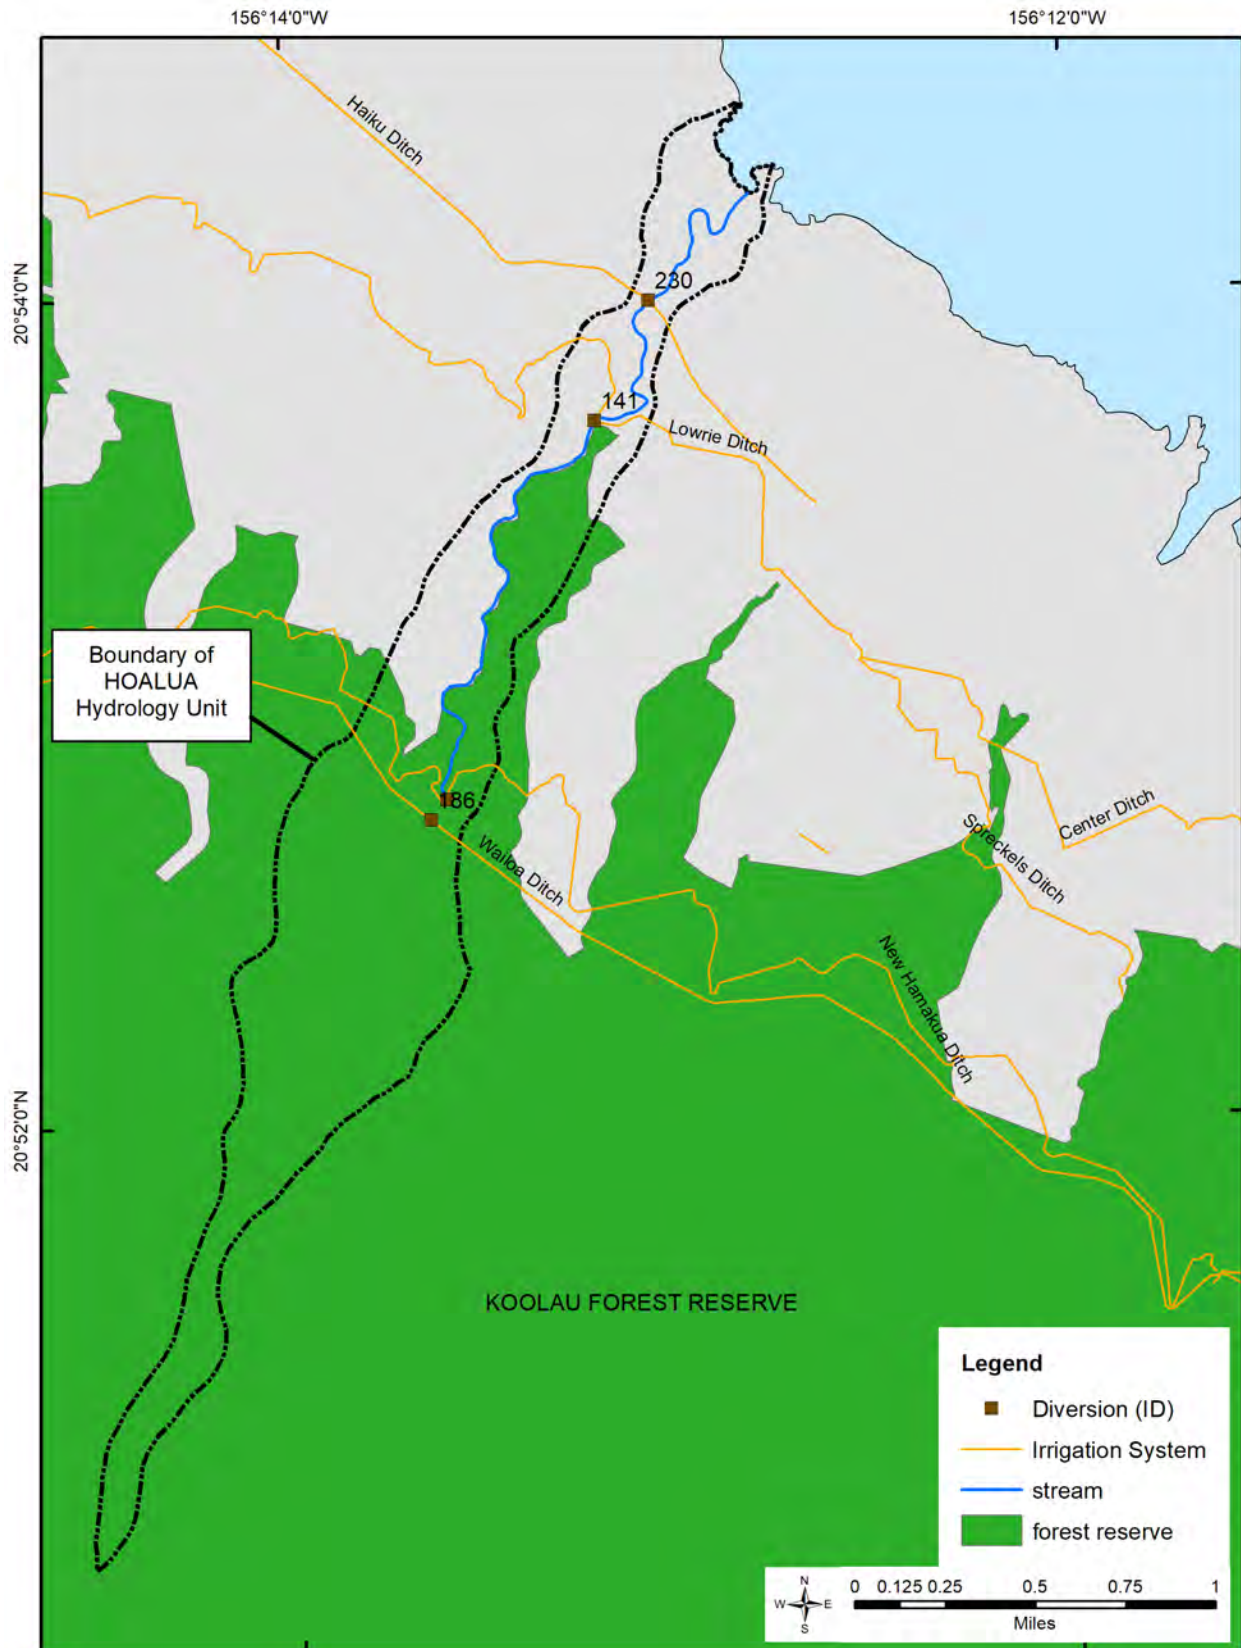 156°14'0"W
156°12'0"W
Haiku Ditch
20°54'0"N
230
141
Lowrie Ditch
Boundary of
HOALUA
Hydrology Unit
186
Wailoa Ditch
Center Ditch
Spreckels Ditch
New Hamakua Ditch
20°52'0"N
KOOLAU FOREST RESERVE
Legend
Diversion (ID)
Irrigation System
stream
forest reserve
N
W E
S
0 0.125 0.25 0.5 0.75 1
Miles